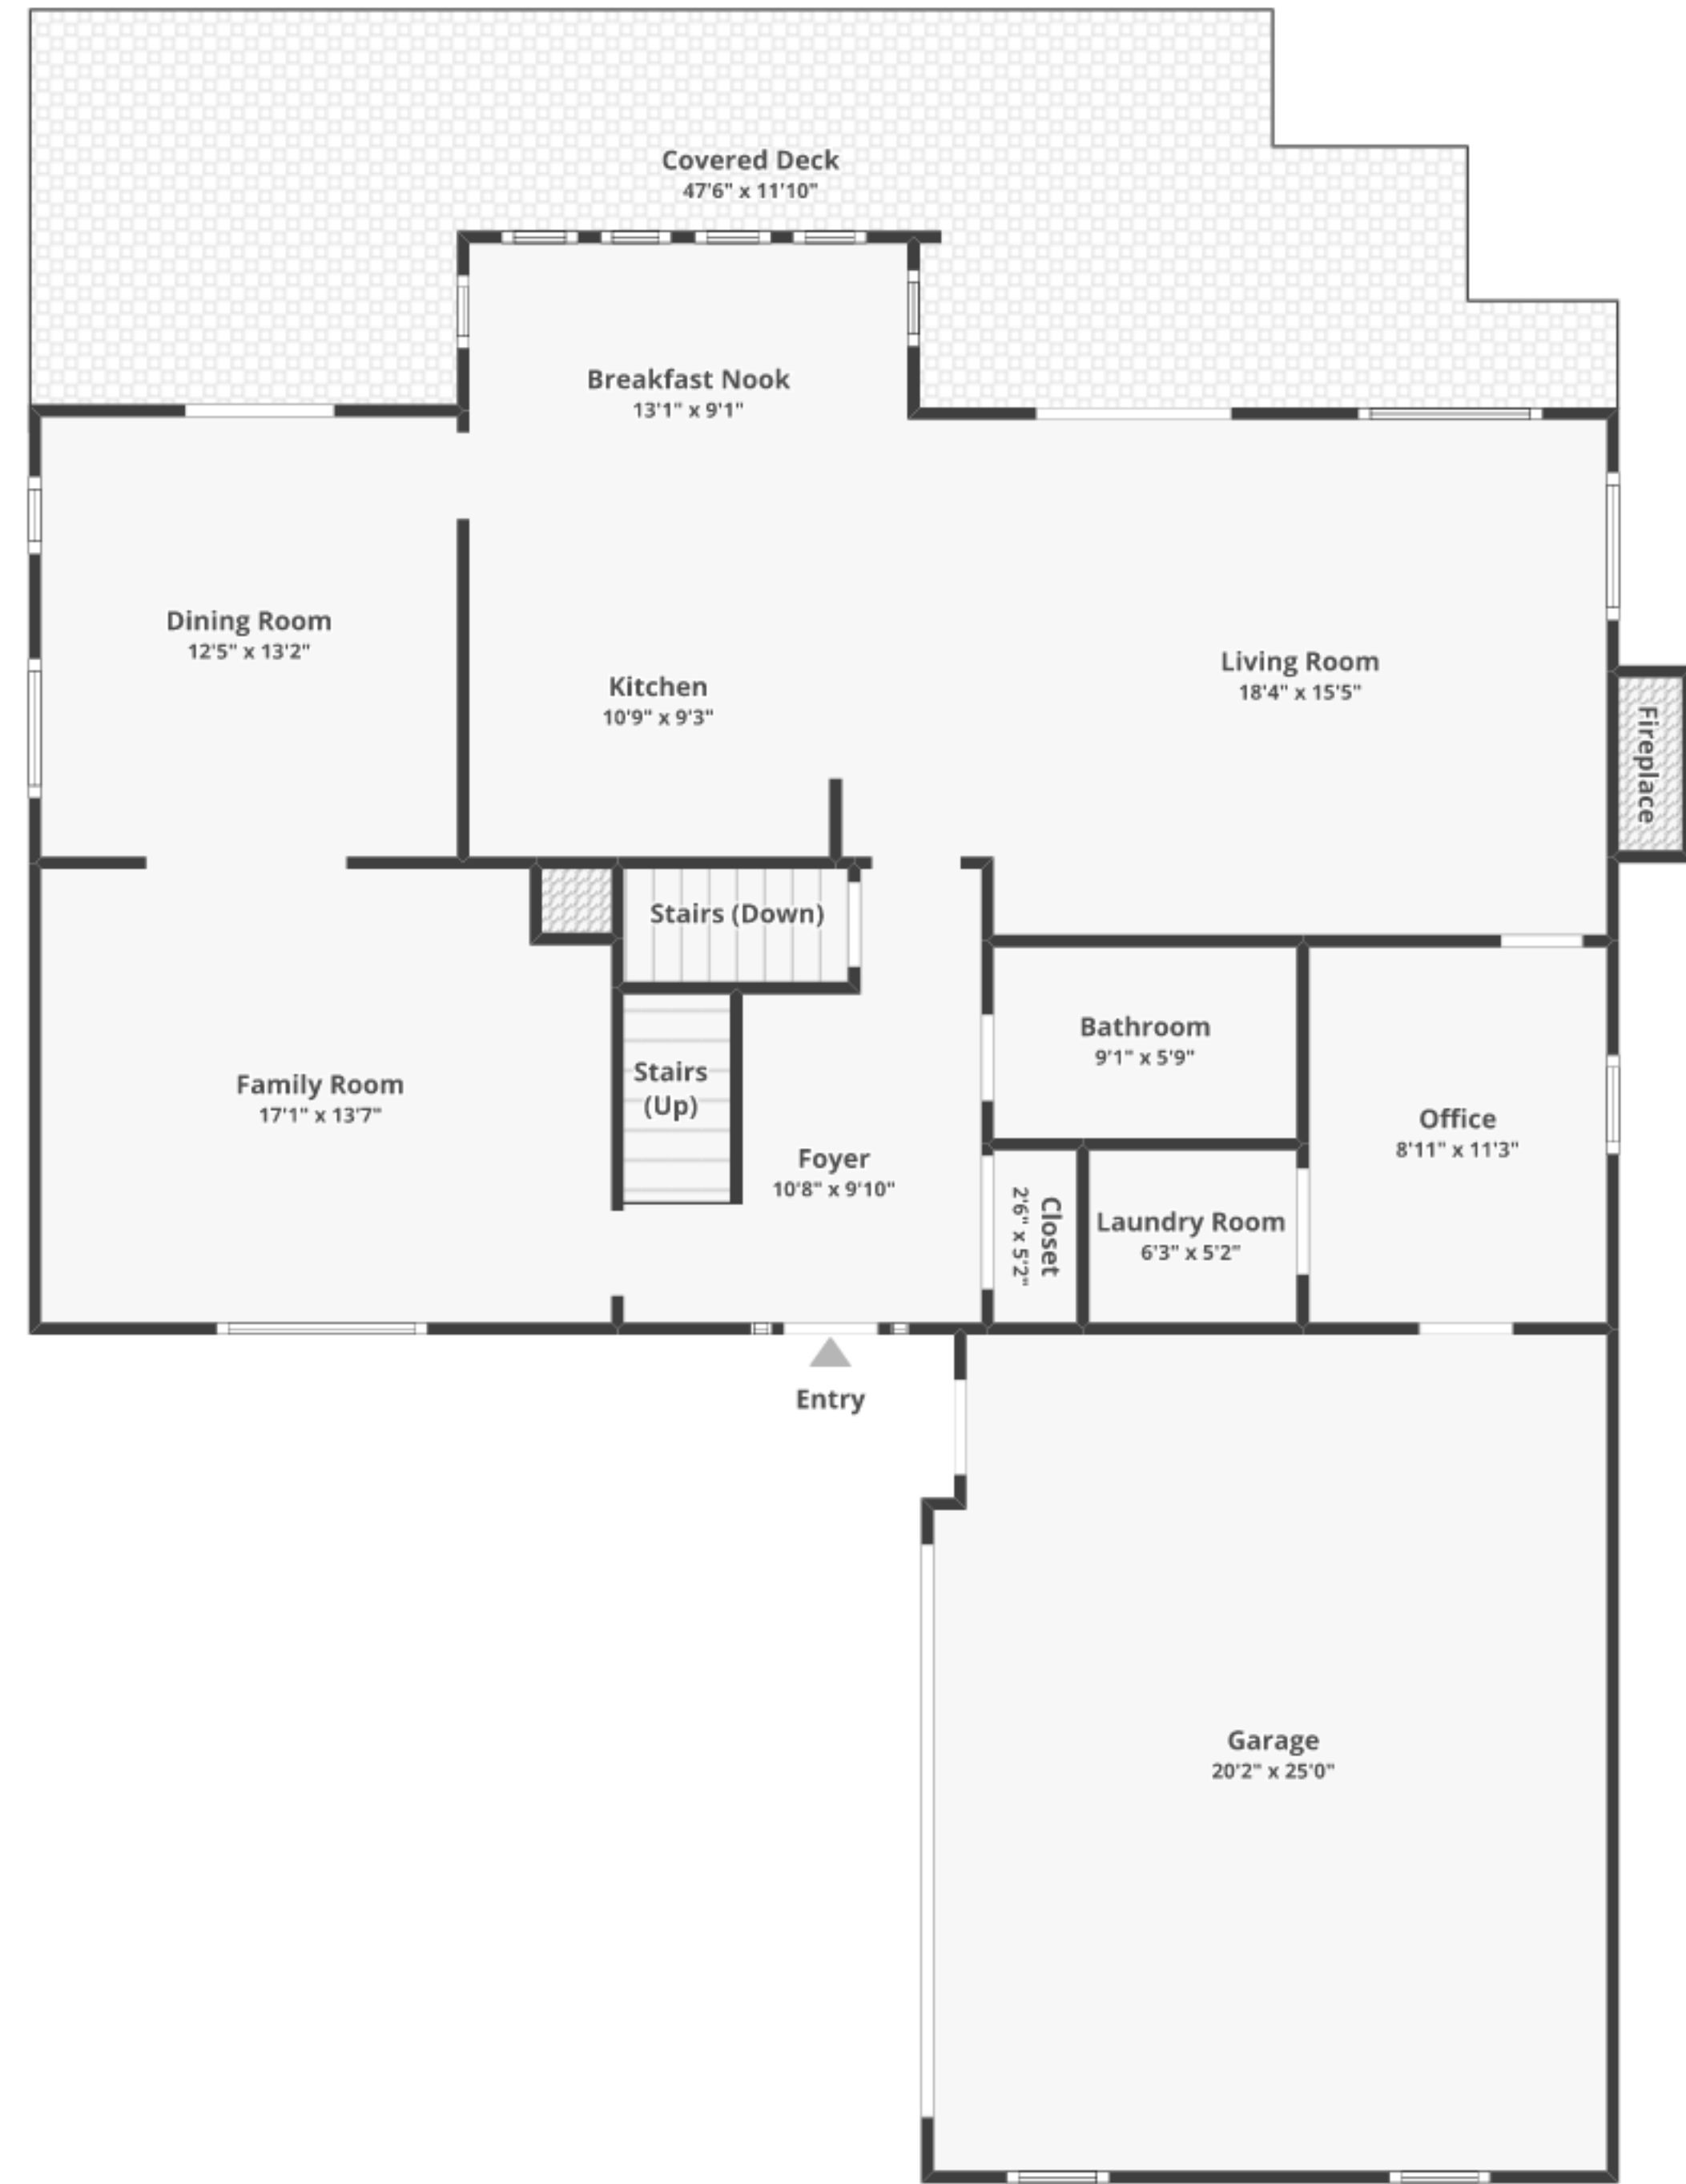 Covered Deck
47'6" x 11'10"
Breakfast Nook
13'1" x 9'1"
Dining Room
12'5" x 13'2"
Kitchen
10'9" x 9'3"
Living Room
18'4" x 15'5"
Fireplace
Stairs (Down)
Stairs
(Up)
Family Room
17'1" x 13'7"
Foyer
10'8" x 9'10"
Bathroom
9'1" x 5'9"
Office
8'11" x 11'3"
Closet
2'6" x 5'2"
Laundry Room
6'3" x 5'2"
Entry
Garage
20'2" x 25'0"